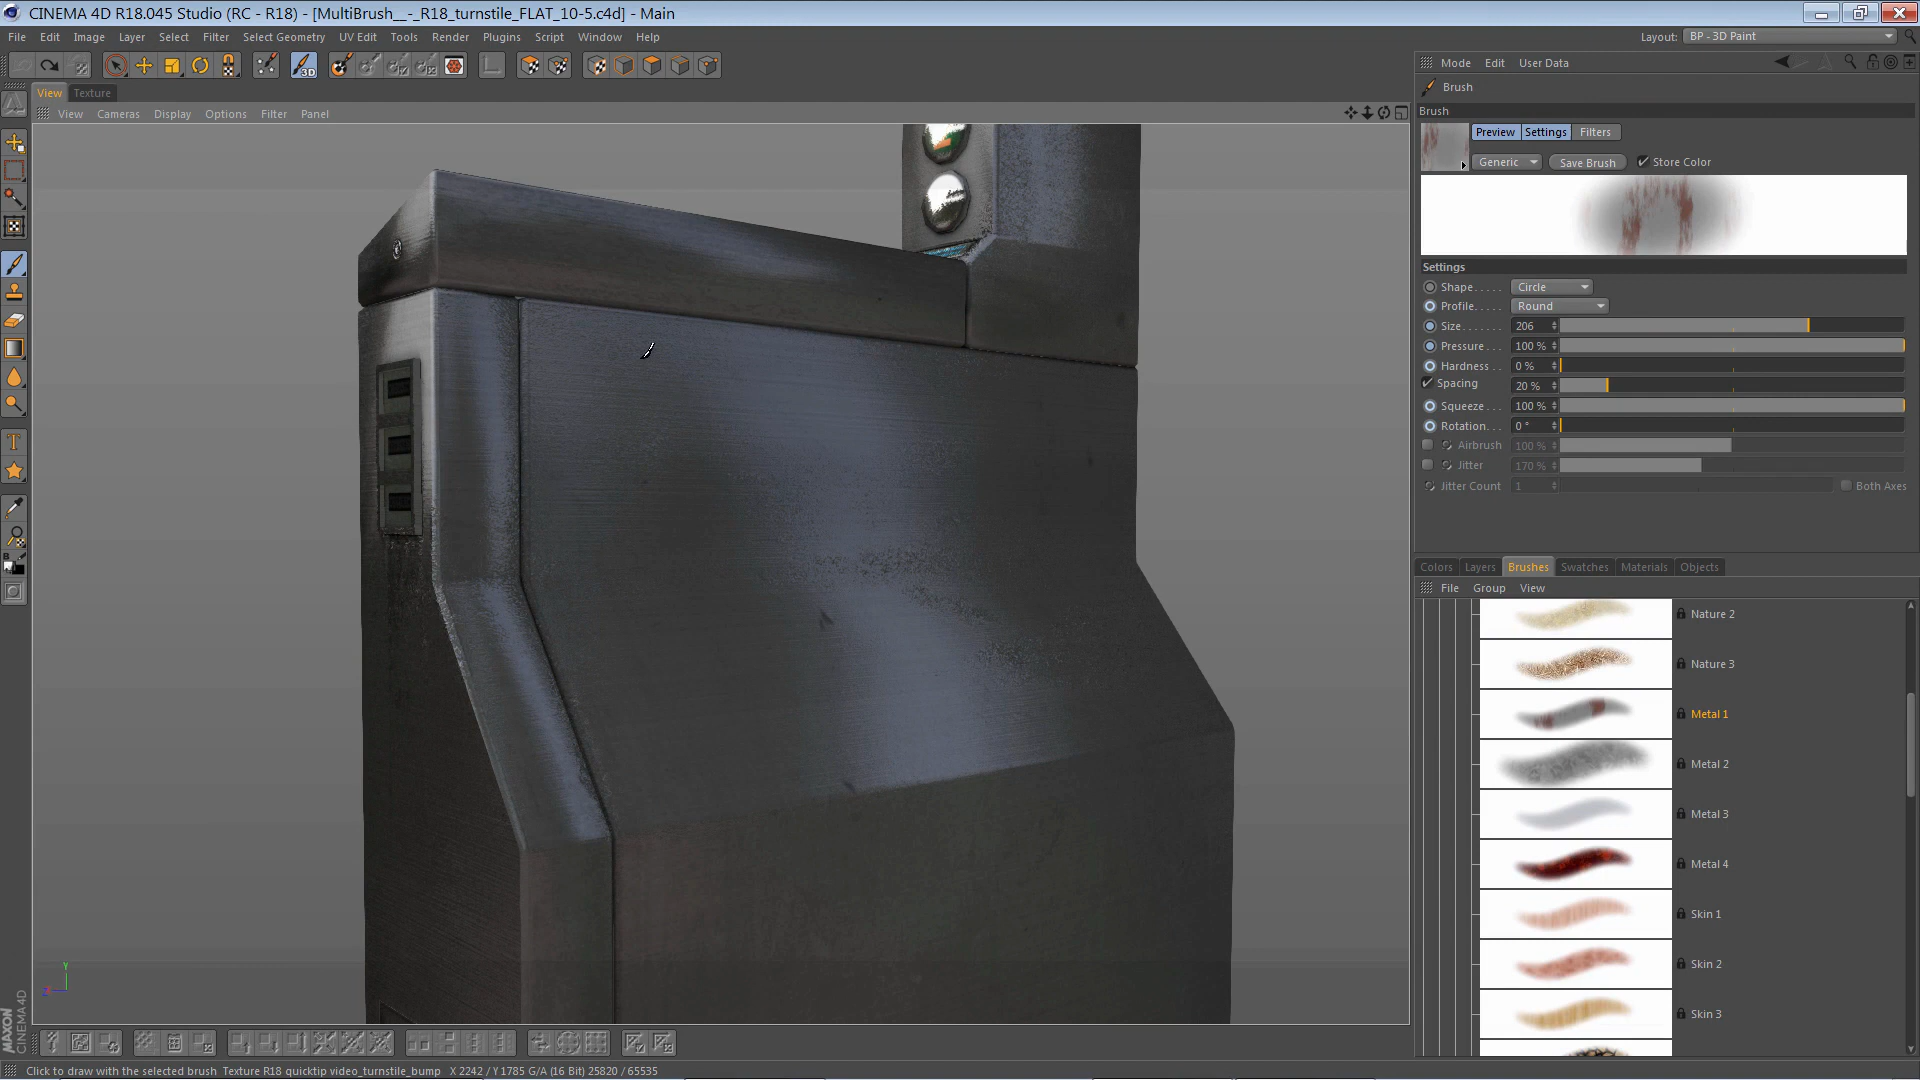 CINEMA 4D R18.045 Studio (RC - R18) - [MultiBrush__-_R18_turnstile_FLAT_10-5.c4d] - Main
File Edit Image Layer Select Filter Select Geometry UV Edit Tools Render Plugins Script Window Help
Layout: BP - 3D Paint
3D
View Texture
View Cameras Display Options Filter Panel
Mode Edit User Data
Brush
Brush
Preview Settings Filters
Generic Save Brush Store Color
Settings
Shape..... Circle
Profile.... Round
Size....... 206
Pressure... 100 %
Hardness.. 0 %
Spacing 20 %
Squeeze... 100 %
Rotation... 0 °
Airbrush 100 %
Jitter 170 %
Jitter Count 1 Both Axes
Colors Layers Brushes Swatches Materials Objects
File Group View
Nature 2
Nature 3
Metal 1
Metal 2
Metal 3
Metal 4
Skin 1
Skin 2
Skin 3
T
B
Y
Z
MAXON
CINEMA 4D
Click to draw with the selected brush Texture R18 quicktip video_turnstile_bump X 2242 / Y 1785 G/A (16 Bit) 25820 / 65535